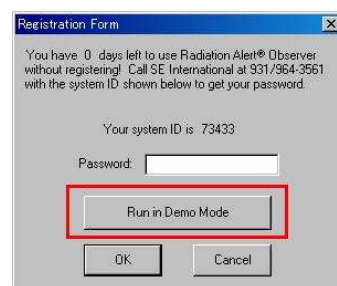 Registration Form
You have 0 days left to use Radiation Alert® Observer
without registering! Call SE International at 931/964-3561
with the system ID shown below to get your password.
Your system ID is 73433
Password:
Run in Demo Mode
OK Cancel